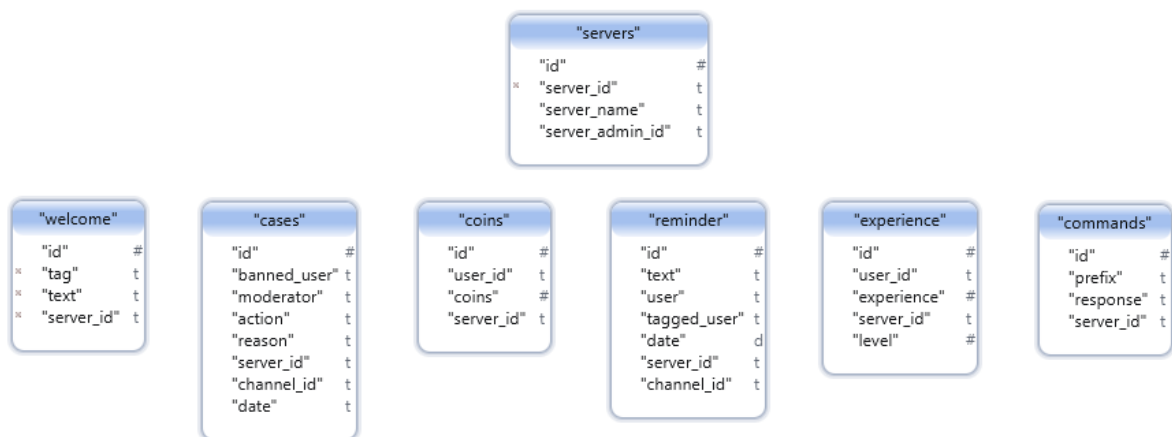 "servers"
"id" #
* "server_id" t
"server_name" t
"server_admin_id" t
"welcome"
"id" #
* "tag" t
* "text" t
* "server_id" t
"cases"
"id" #
"banned_user" t
"moderator" t
"action" t
"reason" t
"server_id" t
"channel_id" t
"date" t
"coins"
"id" #
"user_id" t
"coins" #
"server_id" t
"reminder"
"id" #
"text" t
"user" t
"tagged_user" t
"date" d
"server_id" t
"channel_id" t
"experience"
"id" #
"user_id" t
"experience" #
"server_id" t
"level" #
"commands"
"id" #
"prefix" t
"response" t
"server_id" t